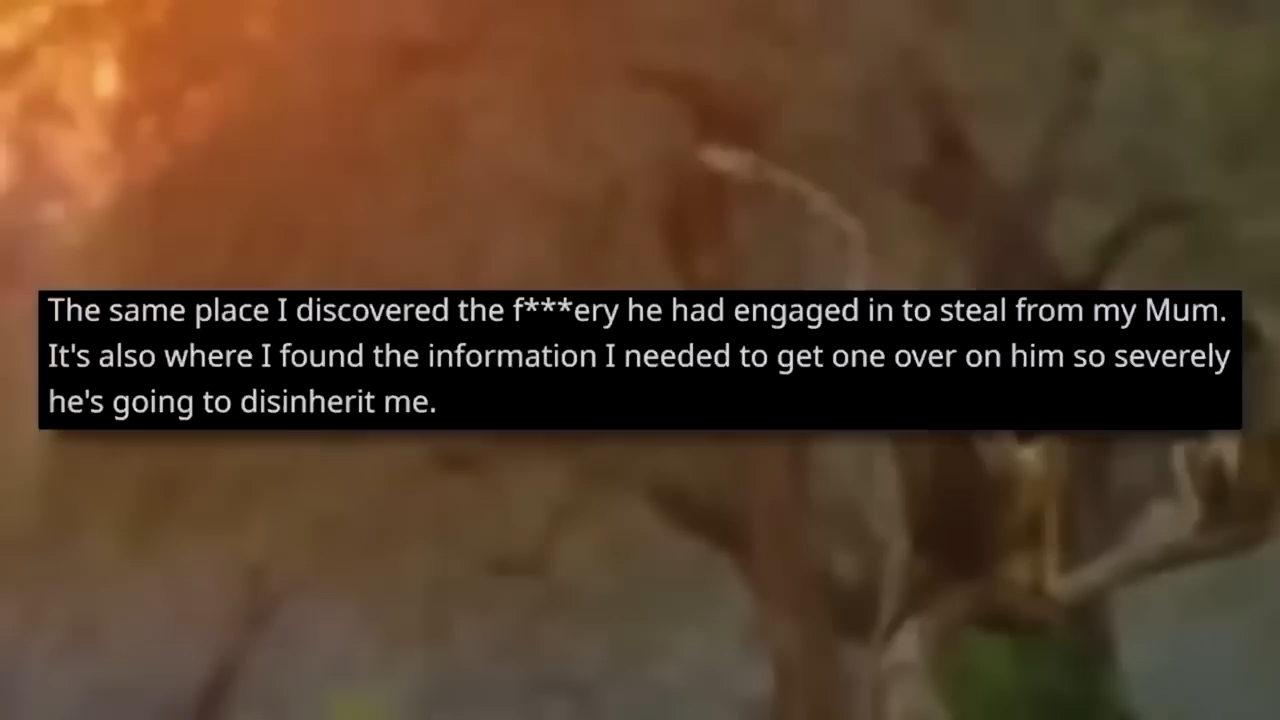 The same place I discovered the f***ery he had engaged in to steal from my Mum.
It's also where I found the information I needed to get one over on him so severely
he's going to disinherit me.